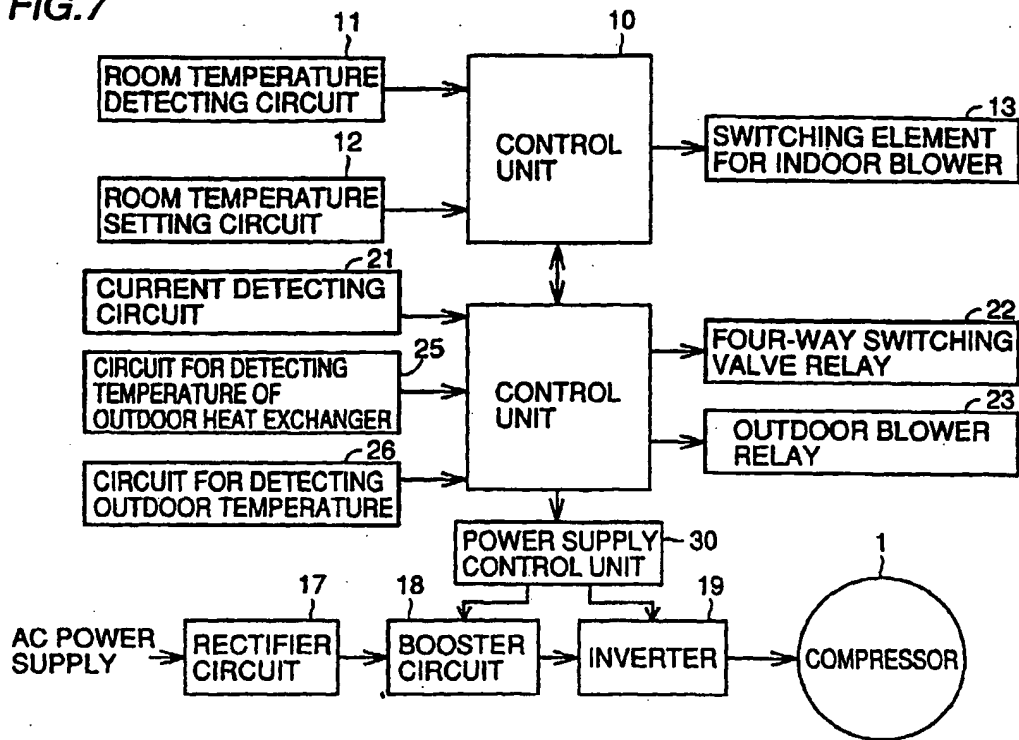 FIG.7
11
ROOM TEMPERATURE
DETECTING CIRCUIT
12
ROOM TEMPERATURE
SETTING CIRCUIT
10
CONTROL
UNIT
13
SWITCHING ELEMENT
FOR INDOOR BLOWER
21
CURRENT DETECTING
CIRCUIT
25
CIRCUIT FOR DETECTING
TEMPERATURE OF
OUTDOOR HEAT EXCHANGER
26
CIRCUIT FOR DETECTING
OUTDOOR TEMPERATURE
CONTROL
UNIT
22
FOUR-WAY SWITCHING
VALVE RELAY
23
OUTDOOR BLOWER
RELAY
POWER SUPPLY
CONTROL UNIT
30
AC POWER
SUPPLY
17
RECTIFIER
CIRCUIT
18
BOOSTER
CIRCUIT
19
INVERTER
1
COMPRESSOR